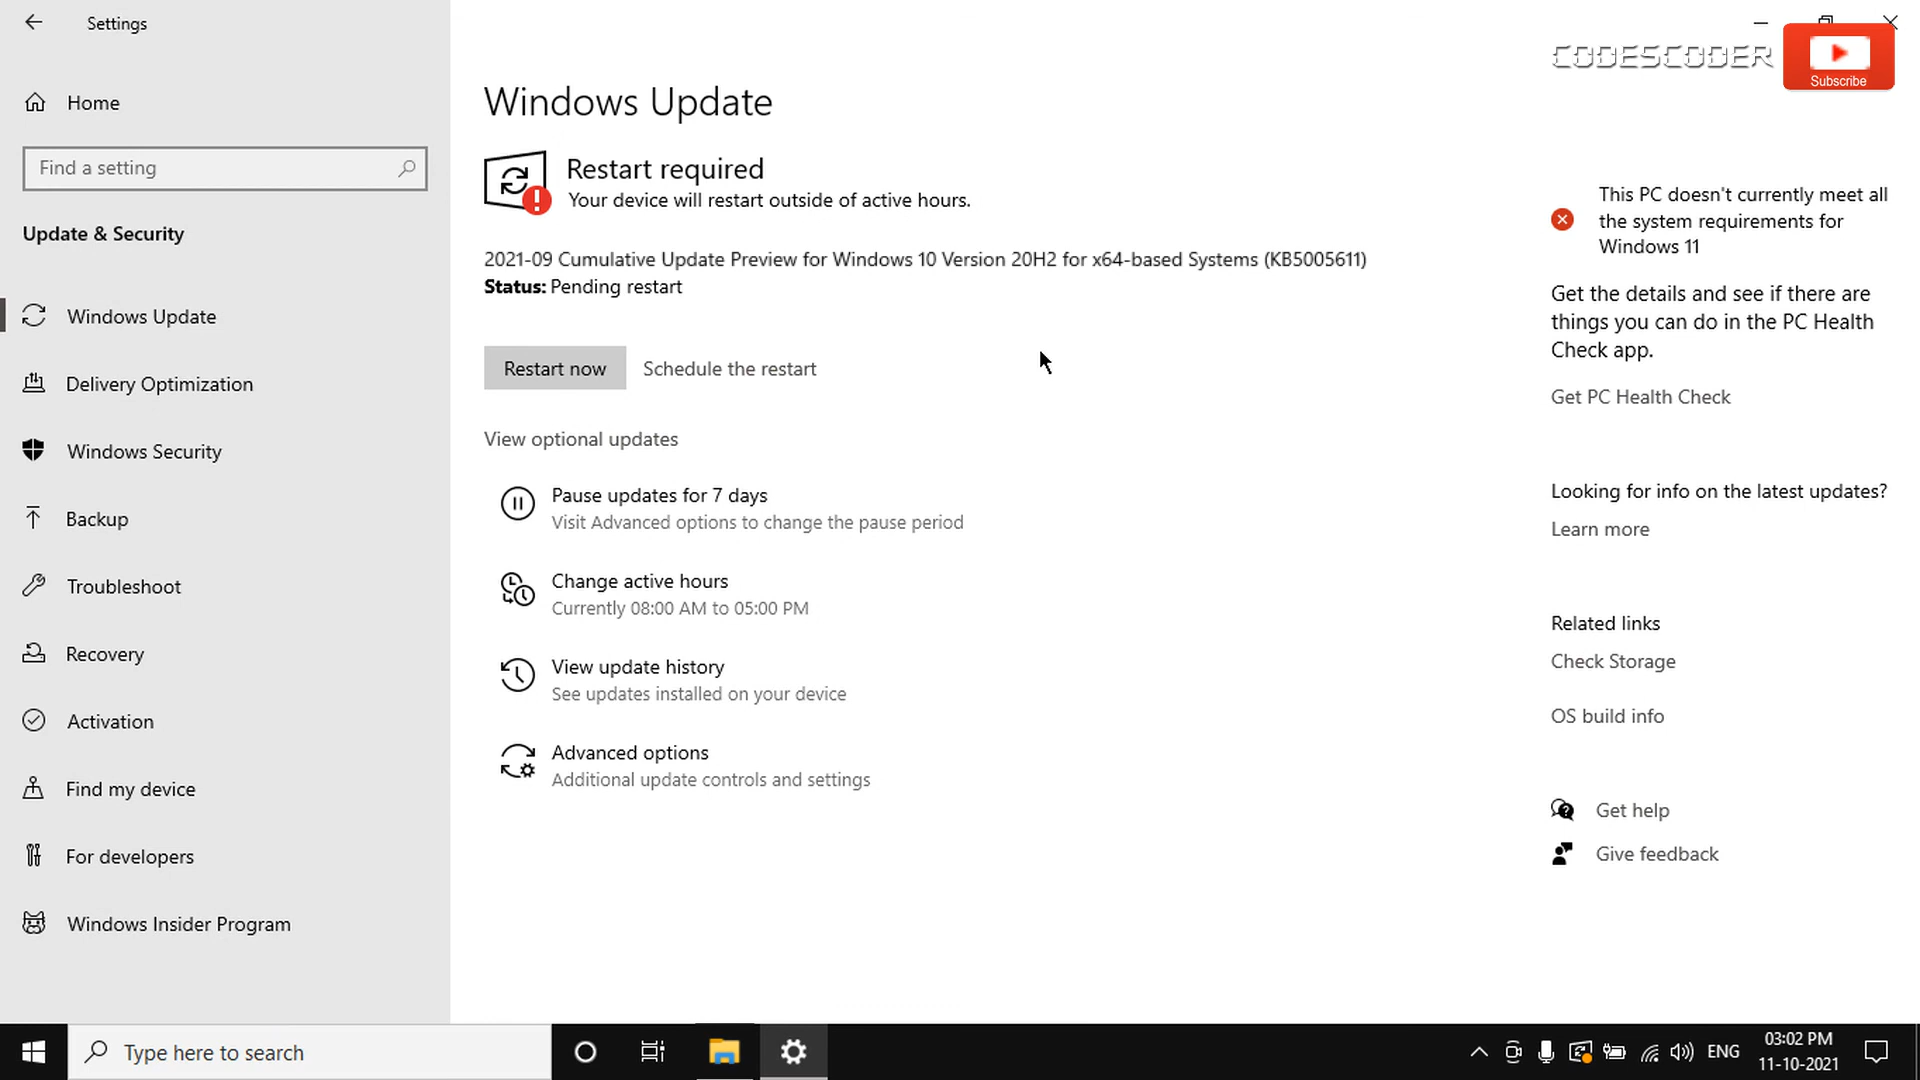 Settings
CODESCODER
Subscribe
Home
Find a setting
Update & Security
Windows Update
Delivery Optimization
Windows Security
Backup
Troubleshoot
Recovery
Activation
Find my device
For developers
Windows Insider Program
Windows Update
Restart required
Your device will restart outside of active hours.
2021-09 Cumulative Update Preview for Windows 10 Version 20H2 for x64-based Systems (KB5005611)
Status: Pending restart
Restart now
Schedule the restart
View optional updates
Pause updates for 7 days
Visit Advanced options to change the pause period
Change active hours
Currently 08:00 AM to 05:00 PM
View update history
See updates installed on your device
Advanced options
Additional update controls and settings
This PC doesn't currently meet all
the system requirements for
Windows 11
Get the details and see if there are
things you can do in the PC Health
Check app.
Get PC Health Check
Looking for info on the latest updates?
Learn more
Related links
Check Storage
OS build info
Get help
Give feedback
Type here to search
ENG
03:02 PM
11-10-2021